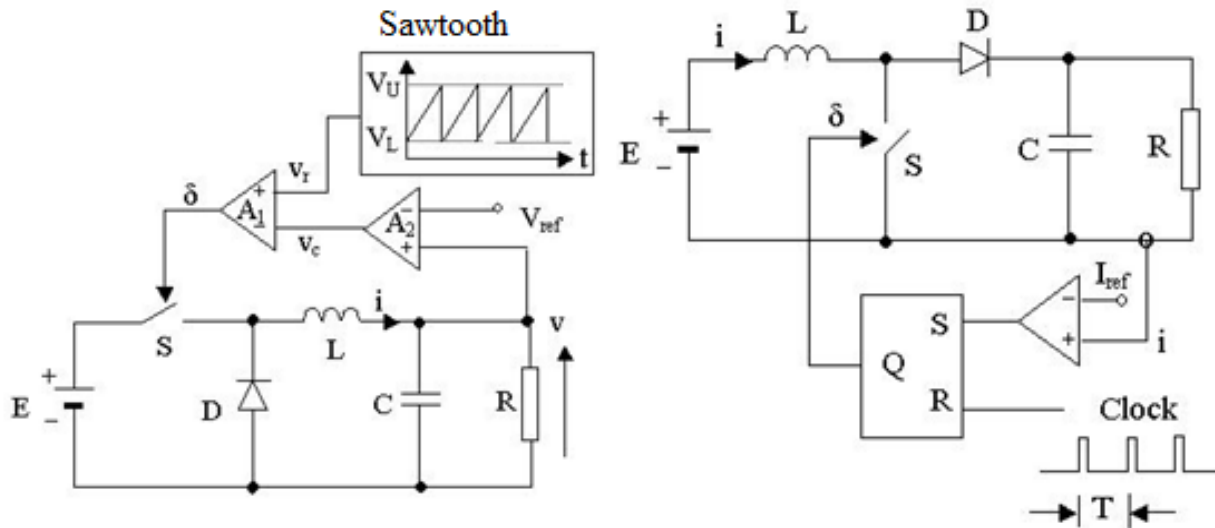 Sawtooth
V_U
V_L
t
v_r
δ
A_1
+
−
v_c
A_2
−
+
V_ref
S
i
L
v
E
+
−
D
C
R
i
L
D
δ
+
E
−
S
C
R
I_ref
−
+
S
i
Q
R
Clock
T